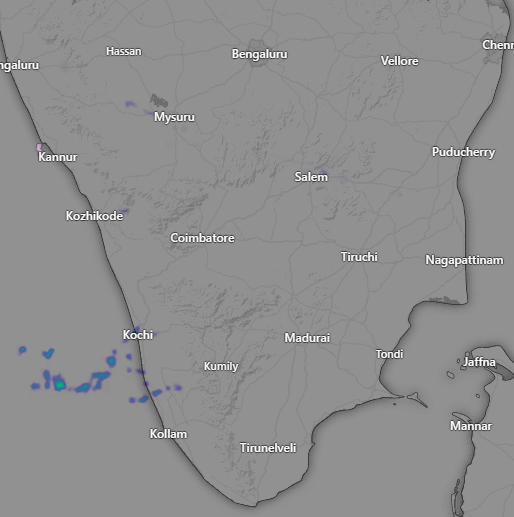 Hassan
Bengaluru
Chenn
ngaluru
Vellore
Mysuru
Kannur
Puducherry
Salem
Kozhikode
Coimbatore
Tiruchi
Nagapattinam
Kochi
Madurai
Tondi
Kumily
Jaffna
Mannar
Kollam
Tirunelveli